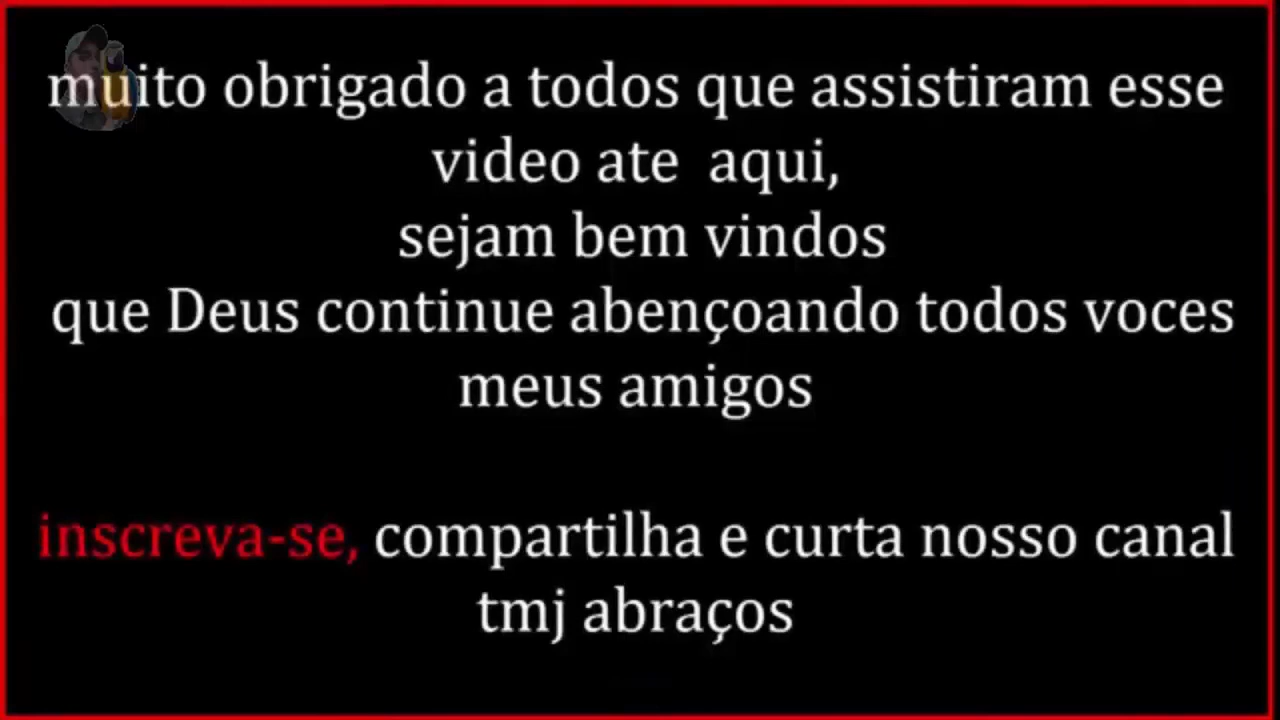 muito obrigado a todos que assistiram esse
video ate aqui,
sejam bem vindos
que Deus continue abençoando todos voces
meus amigos
inscreva-se, compartilha e curta nosso canal
tmj abraços